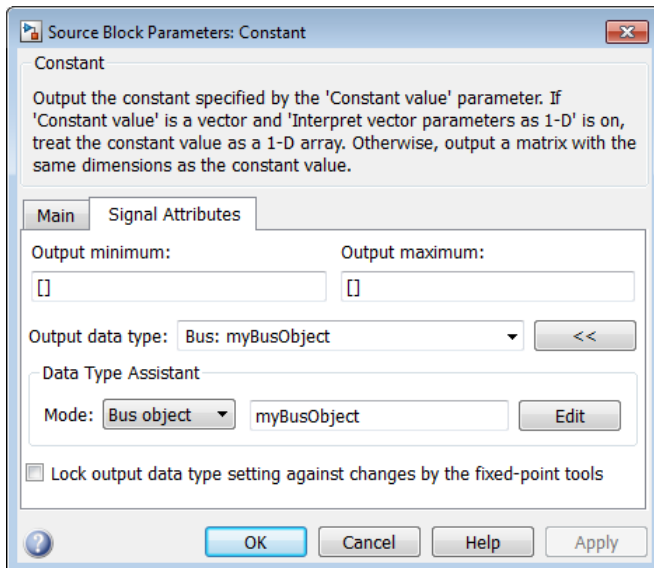 Source Block Parameters: Constant
Constant
Output the constant specified by the 'Constant value' parameter. If
'Constant value' is a vector and 'Interpret vector parameters as 1-D' is on,
treat the constant value as a 1-D array. Otherwise, output a matrix with the
same dimensions as the constant value.
Main Signal Attributes
Output minimum: Output maximum:
[] []
Output data type: Bus: myBusObject <<
Data Type Assistant
Mode: Bus object myBusObject Edit
Lock output data type setting against changes by the fixed-point tools
? OK Cancel Help Apply